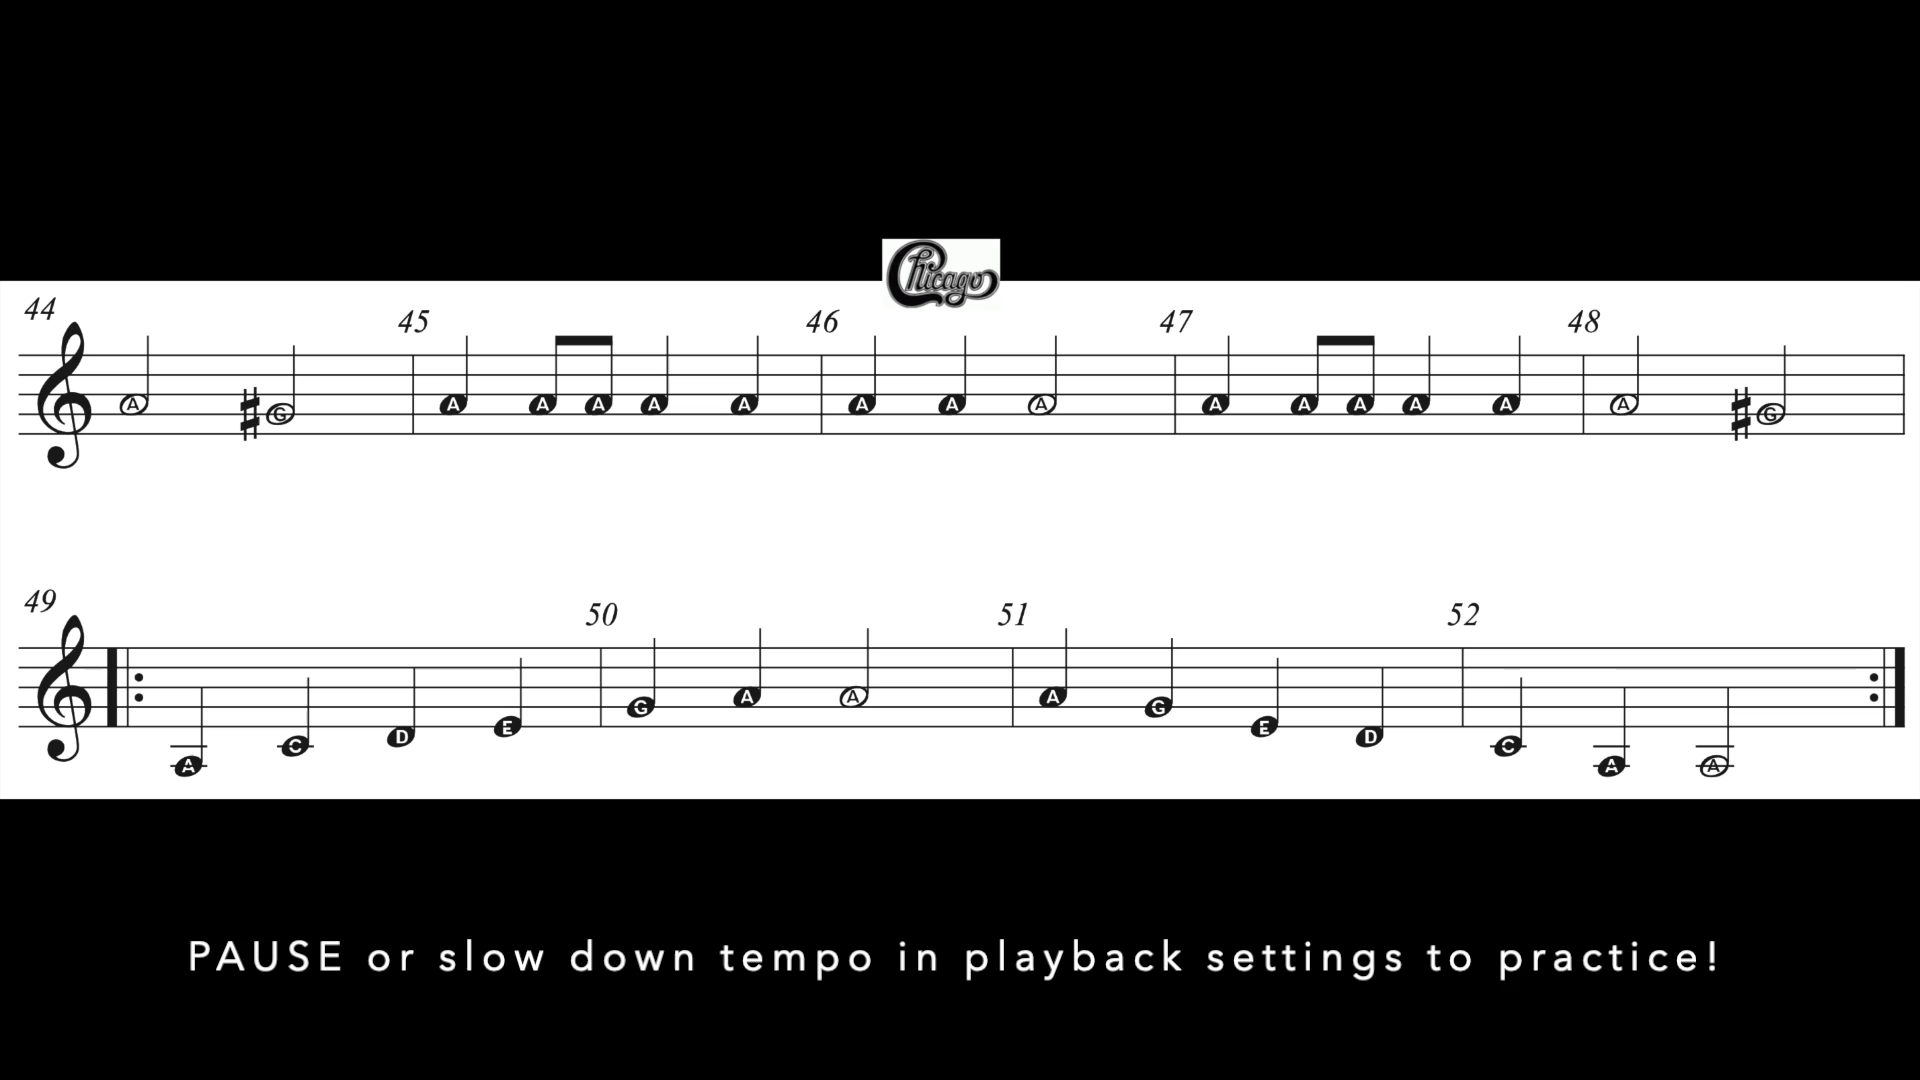 Chicago
44 45 46 47 48
A G A A A A A A A A A A A A A A G
49 50 51 52
A C D E G A A A G E D C A A
PAUSE or slow down tempo in playback settings to practice!